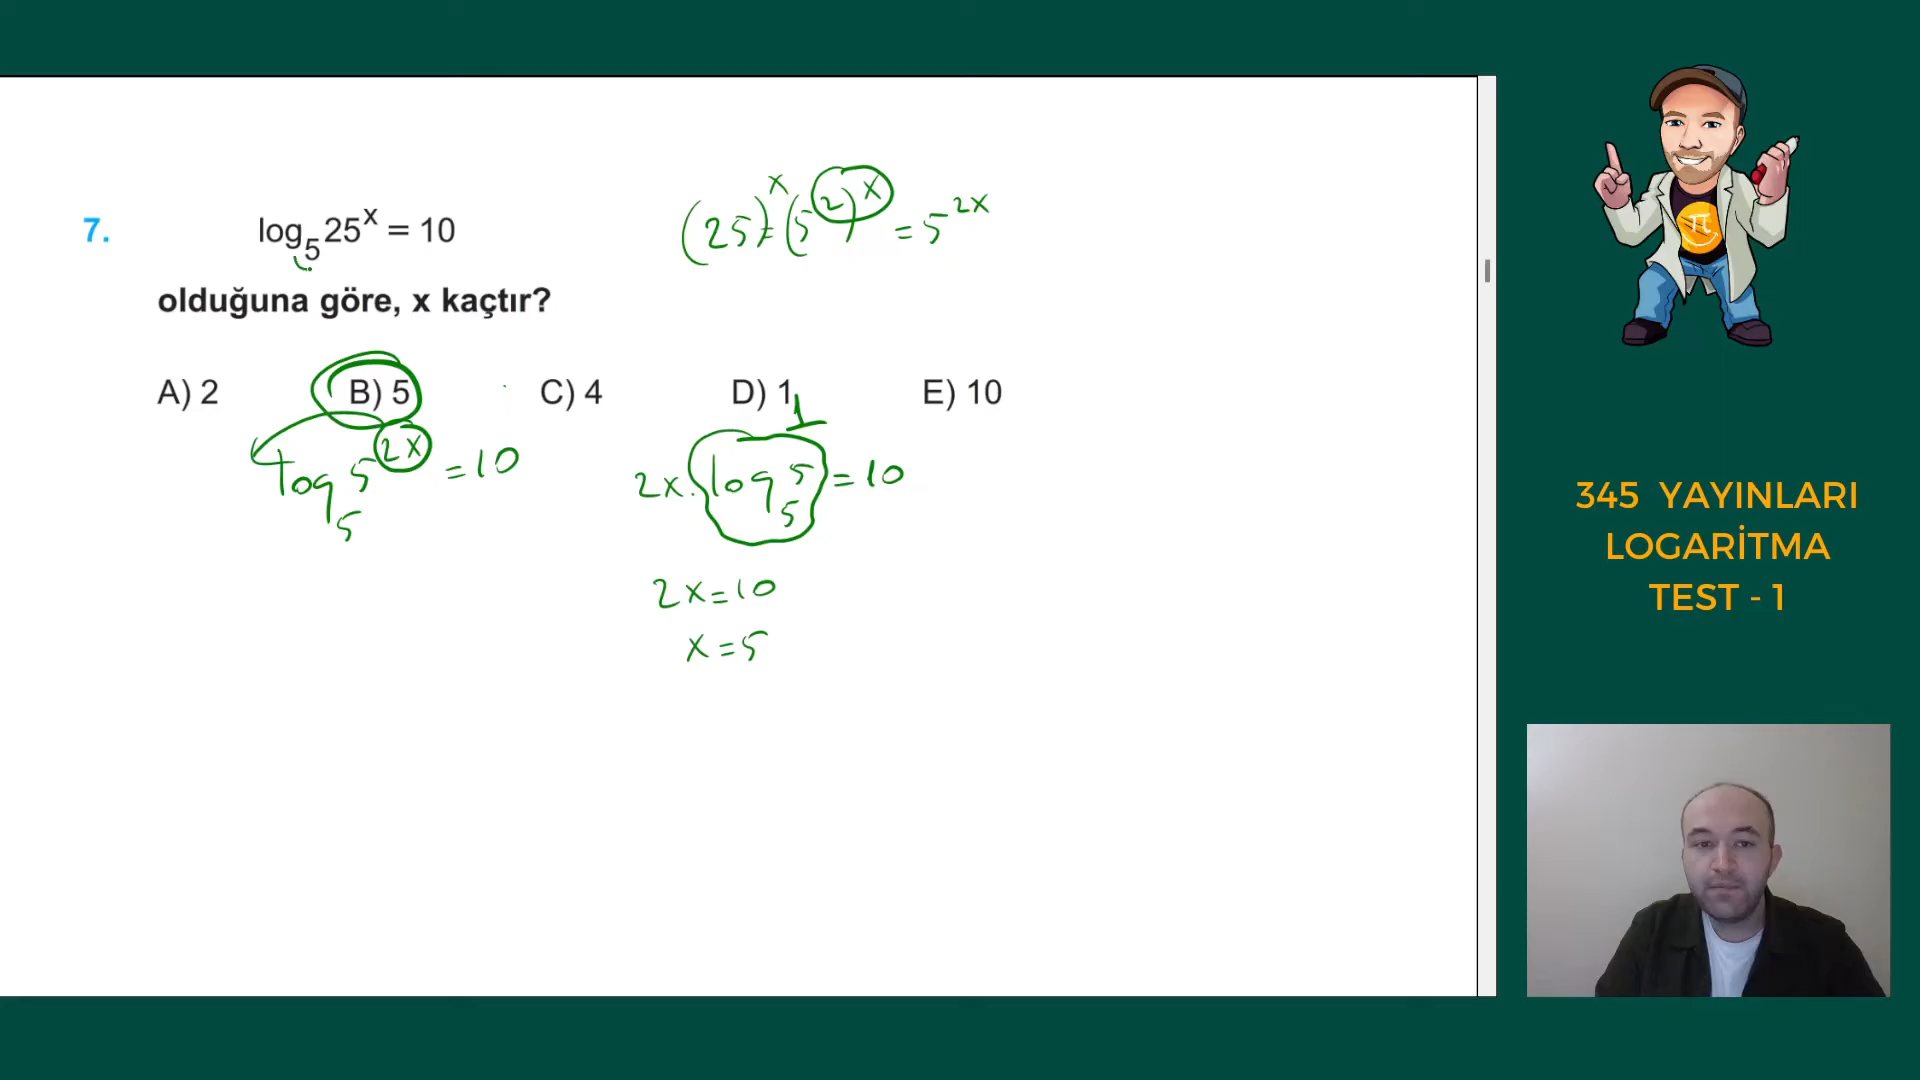 7. log₅25ˣ = 10
(25)ˣ = (5²)ˣ = 5²ˣ
olduğuna göre, x kaçtır?
A) 2 B) 5 C) 4 D) 1 E) 10
log₅5²ˣ = 10
1
2x.log₅5 = 10
2x = 10
x = 5
π
345 YAYINLARI
LOGARİTMA
TEST - 1